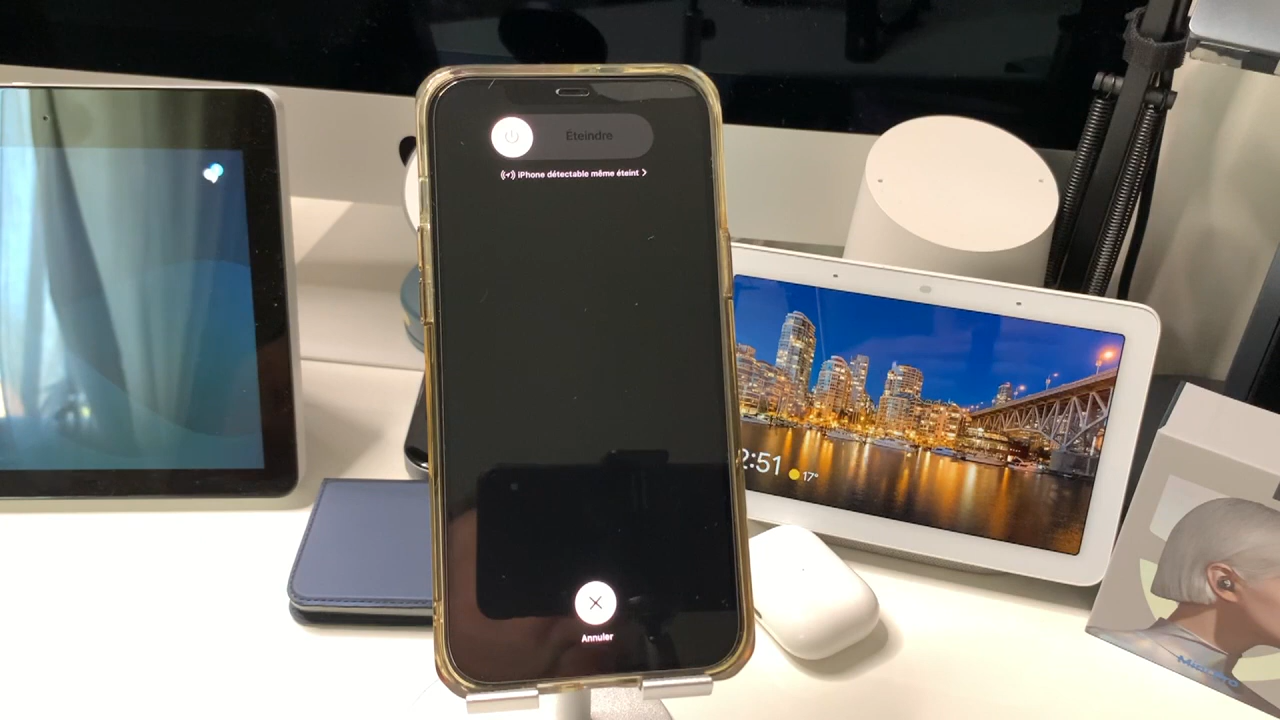 Éteindre
iPhone détectable même éteint
Annuler
2:51
17°